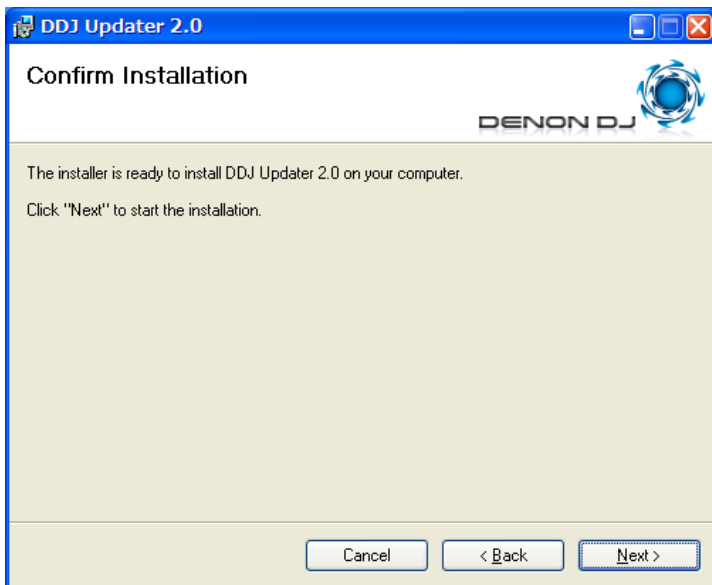 DDJ Updater 2.0
Confirm Installation
DENON DJ
The installer is ready to install DDJ Updater 2.0 on your computer.
Click "Next" to start the installation.
Cancel
< Back
Next >